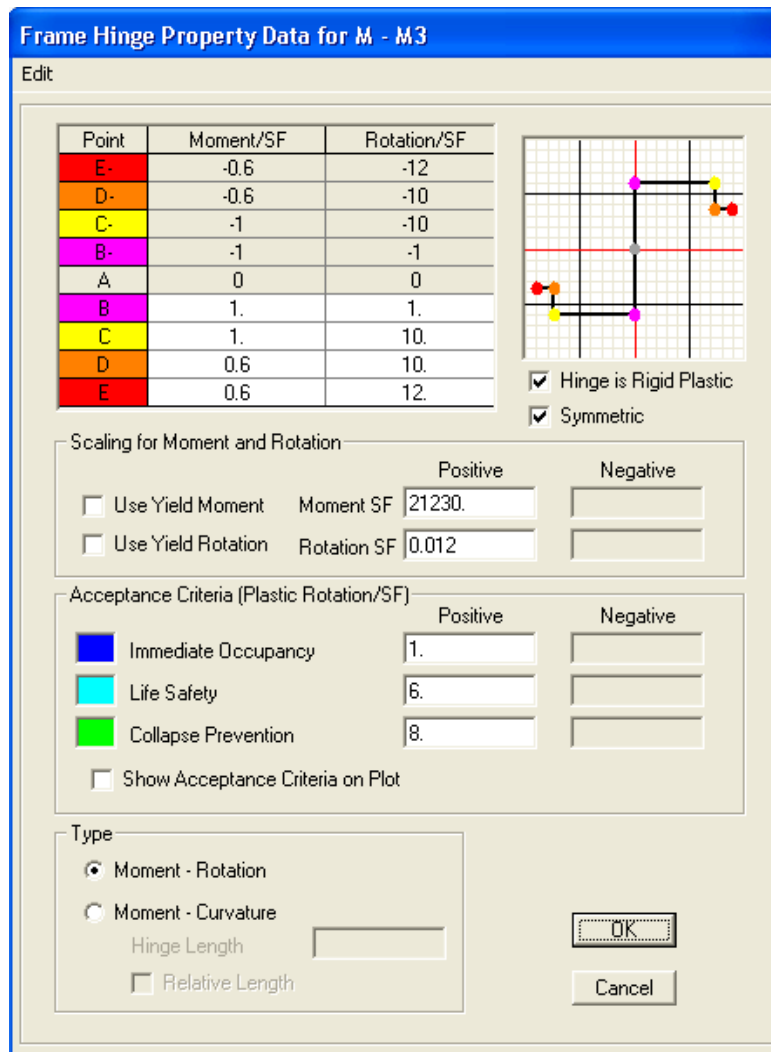 Frame Hinge Property Data for M - M3
Edit
Point Moment/SF Rotation/SF
E- -0.6 -12
D- -0.6 -10
C- -1 -10
B- -1 -1
A 0 0
B 1. 1.
C 1. 10.
D 0.6 10.
E 0.6 12.
Hinge is Rigid Plastic
Symmetric
Scaling for Moment and Rotation
Positive Negative
Use Yield Moment Moment SF 21230.
Use Yield Rotation Rotation SF 0.012
Acceptance Criteria (Plastic Rotation/SF)
Positive Negative
Immediate Occupancy 1.
Life Safety 6.
Collapse Prevention 8.
Show Acceptance Criteria on Plot
Type
Moment - Rotation
Moment - Curvature
Hinge Length
Relative Length
OK
Cancel